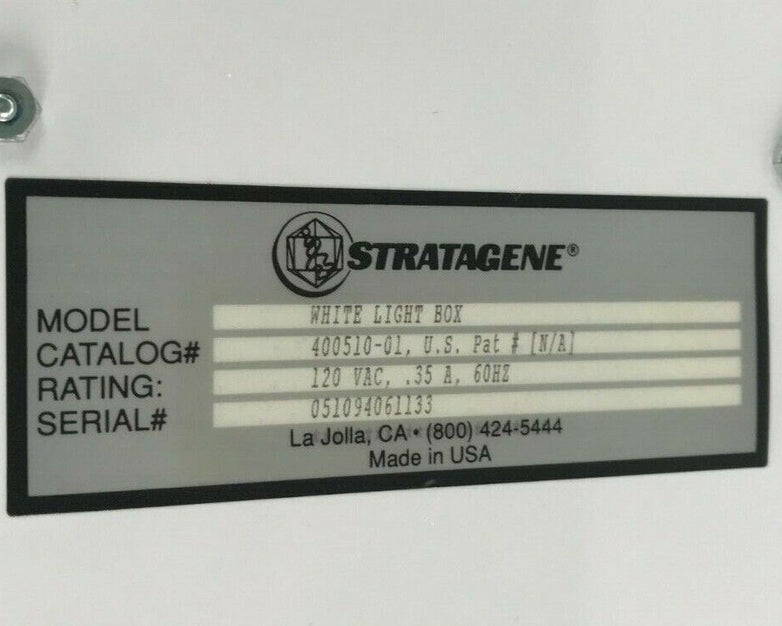 STRATAGENE®
MODEL WHITE LIGHT BOX
CATALOG# 400510-01, U.S. Pat # [N/A]
RATING: 120 VAC, .35 A, 60HZ
SERIAL# 051094061133
La Jolla, CA • (800) 424-5444
Made in USA